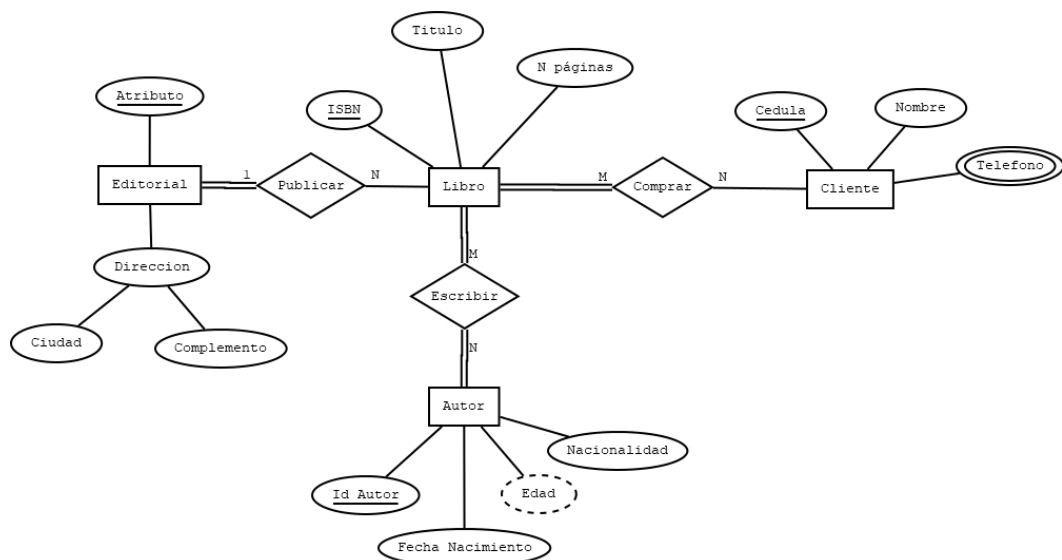 Titulo
N páginas
Atributo
ISBN
Cedula
Nombre
Telefono
Editorial
1
Publicar
N
Libro
M
Comprar
N
Cliente
M
Direccion
Escribir
Ciudad
Complemento
N
Autor
Nacionalidad
Id Autor
Edad
Fecha Nacimiento